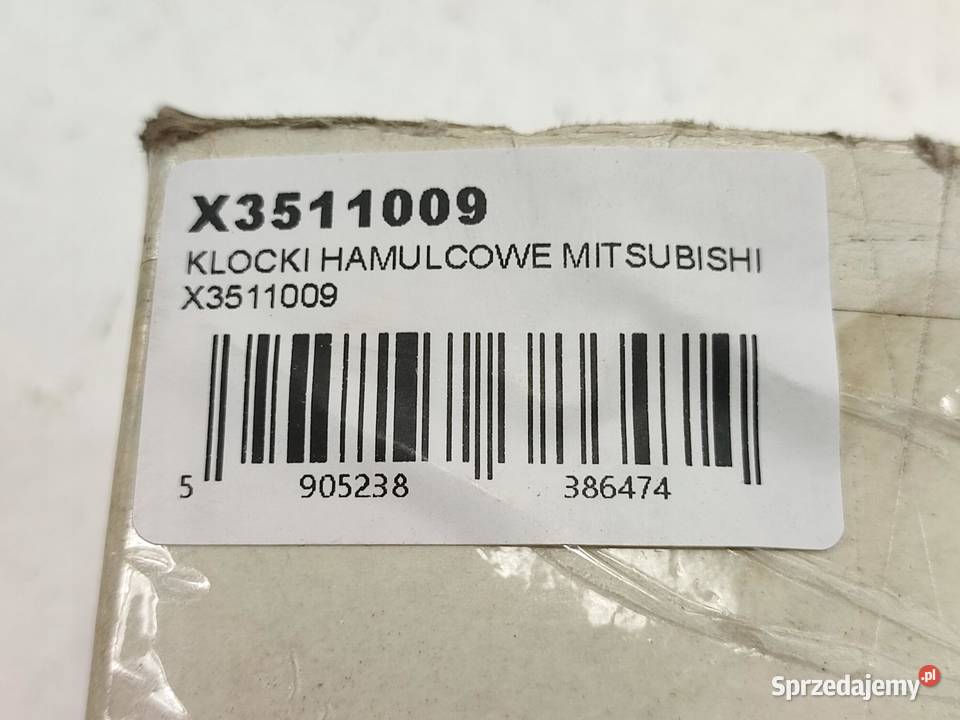 X3511009
KLOCKI HAMULCOWE MITSUBISHI
X3511009
5 905238 386474
Sprzedajemy.pl